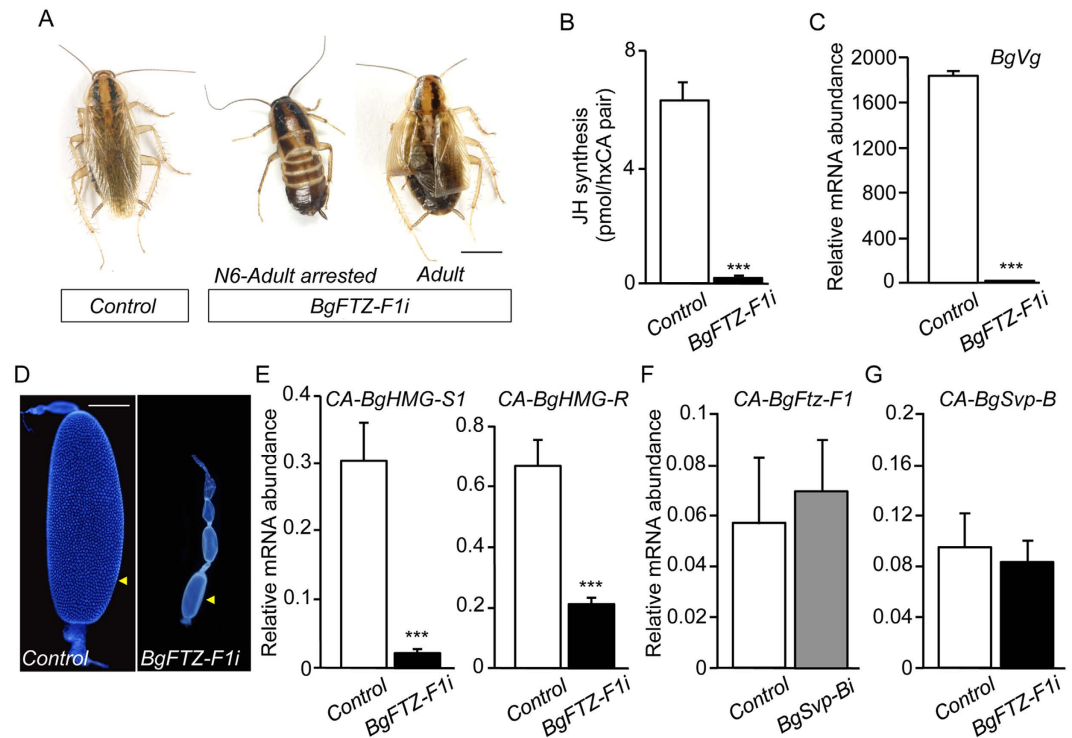 A
N6-Adult arrested
Adult
Control
BgFTZ-F1i
B
JH synthesis
(pmol/hxCA pair)
8
4
0
***
Control
BgFTZ-F1i
C
BgVg
Relative mRNA abundance
2000
1600
1200
800
400
0
***
Control
BgFTZ-F1i
D
Control
BgFTZ-F1i
E
Relative mRNA abundance
CA-BgHMG-S1
0.4
0.3
0.2
0.1
0
***
Control
BgFTZ-F1i
CA-BgHMG-R
0.8
0.6
0.4
0.2
0
***
Control
BgFTZ-F1i
F
CA-BgFtz-F1
Relative mRNA abundance
0.1
0.08
0.06
0.04
0.02
0
Control
BgSvp-Bi
G
CA-BgSvp-B
0.2
0.16
0.12
0.08
0.04
0
Control
BgFTZ-F1i